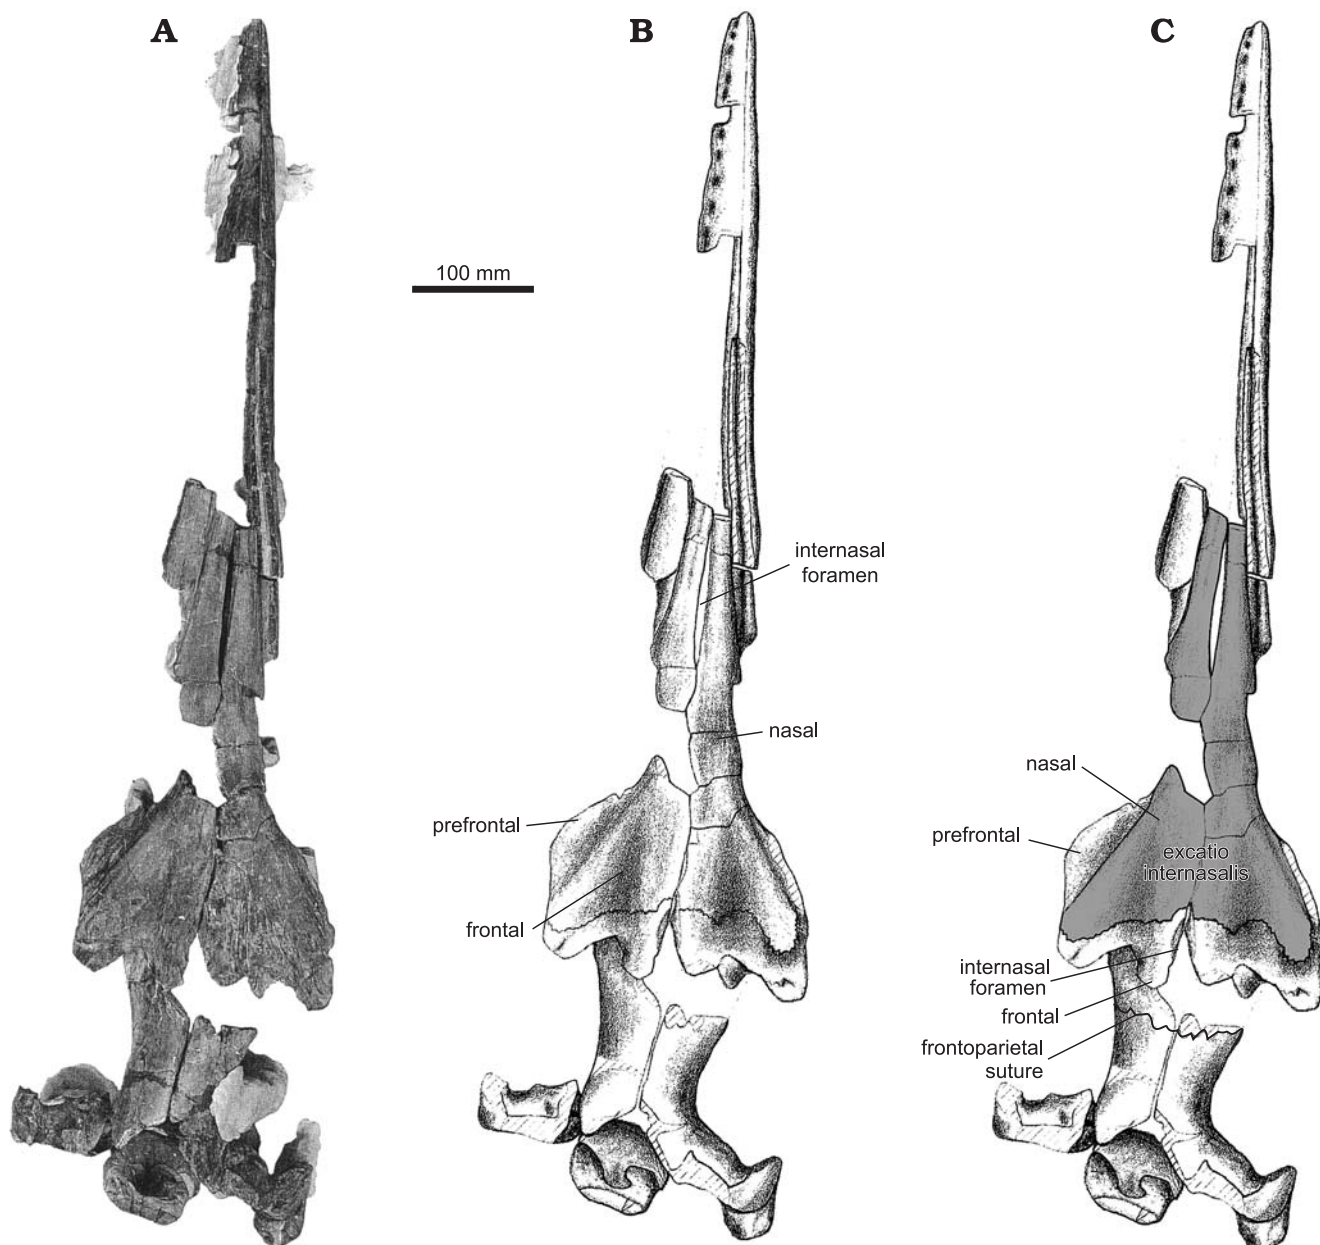 A
B
C
100 mm
internasal
foramen
nasal
prefrontal
frontal
nasal
prefrontal
excatio
internasalis
internasal
foramen
frontal
frontoparietal
suture